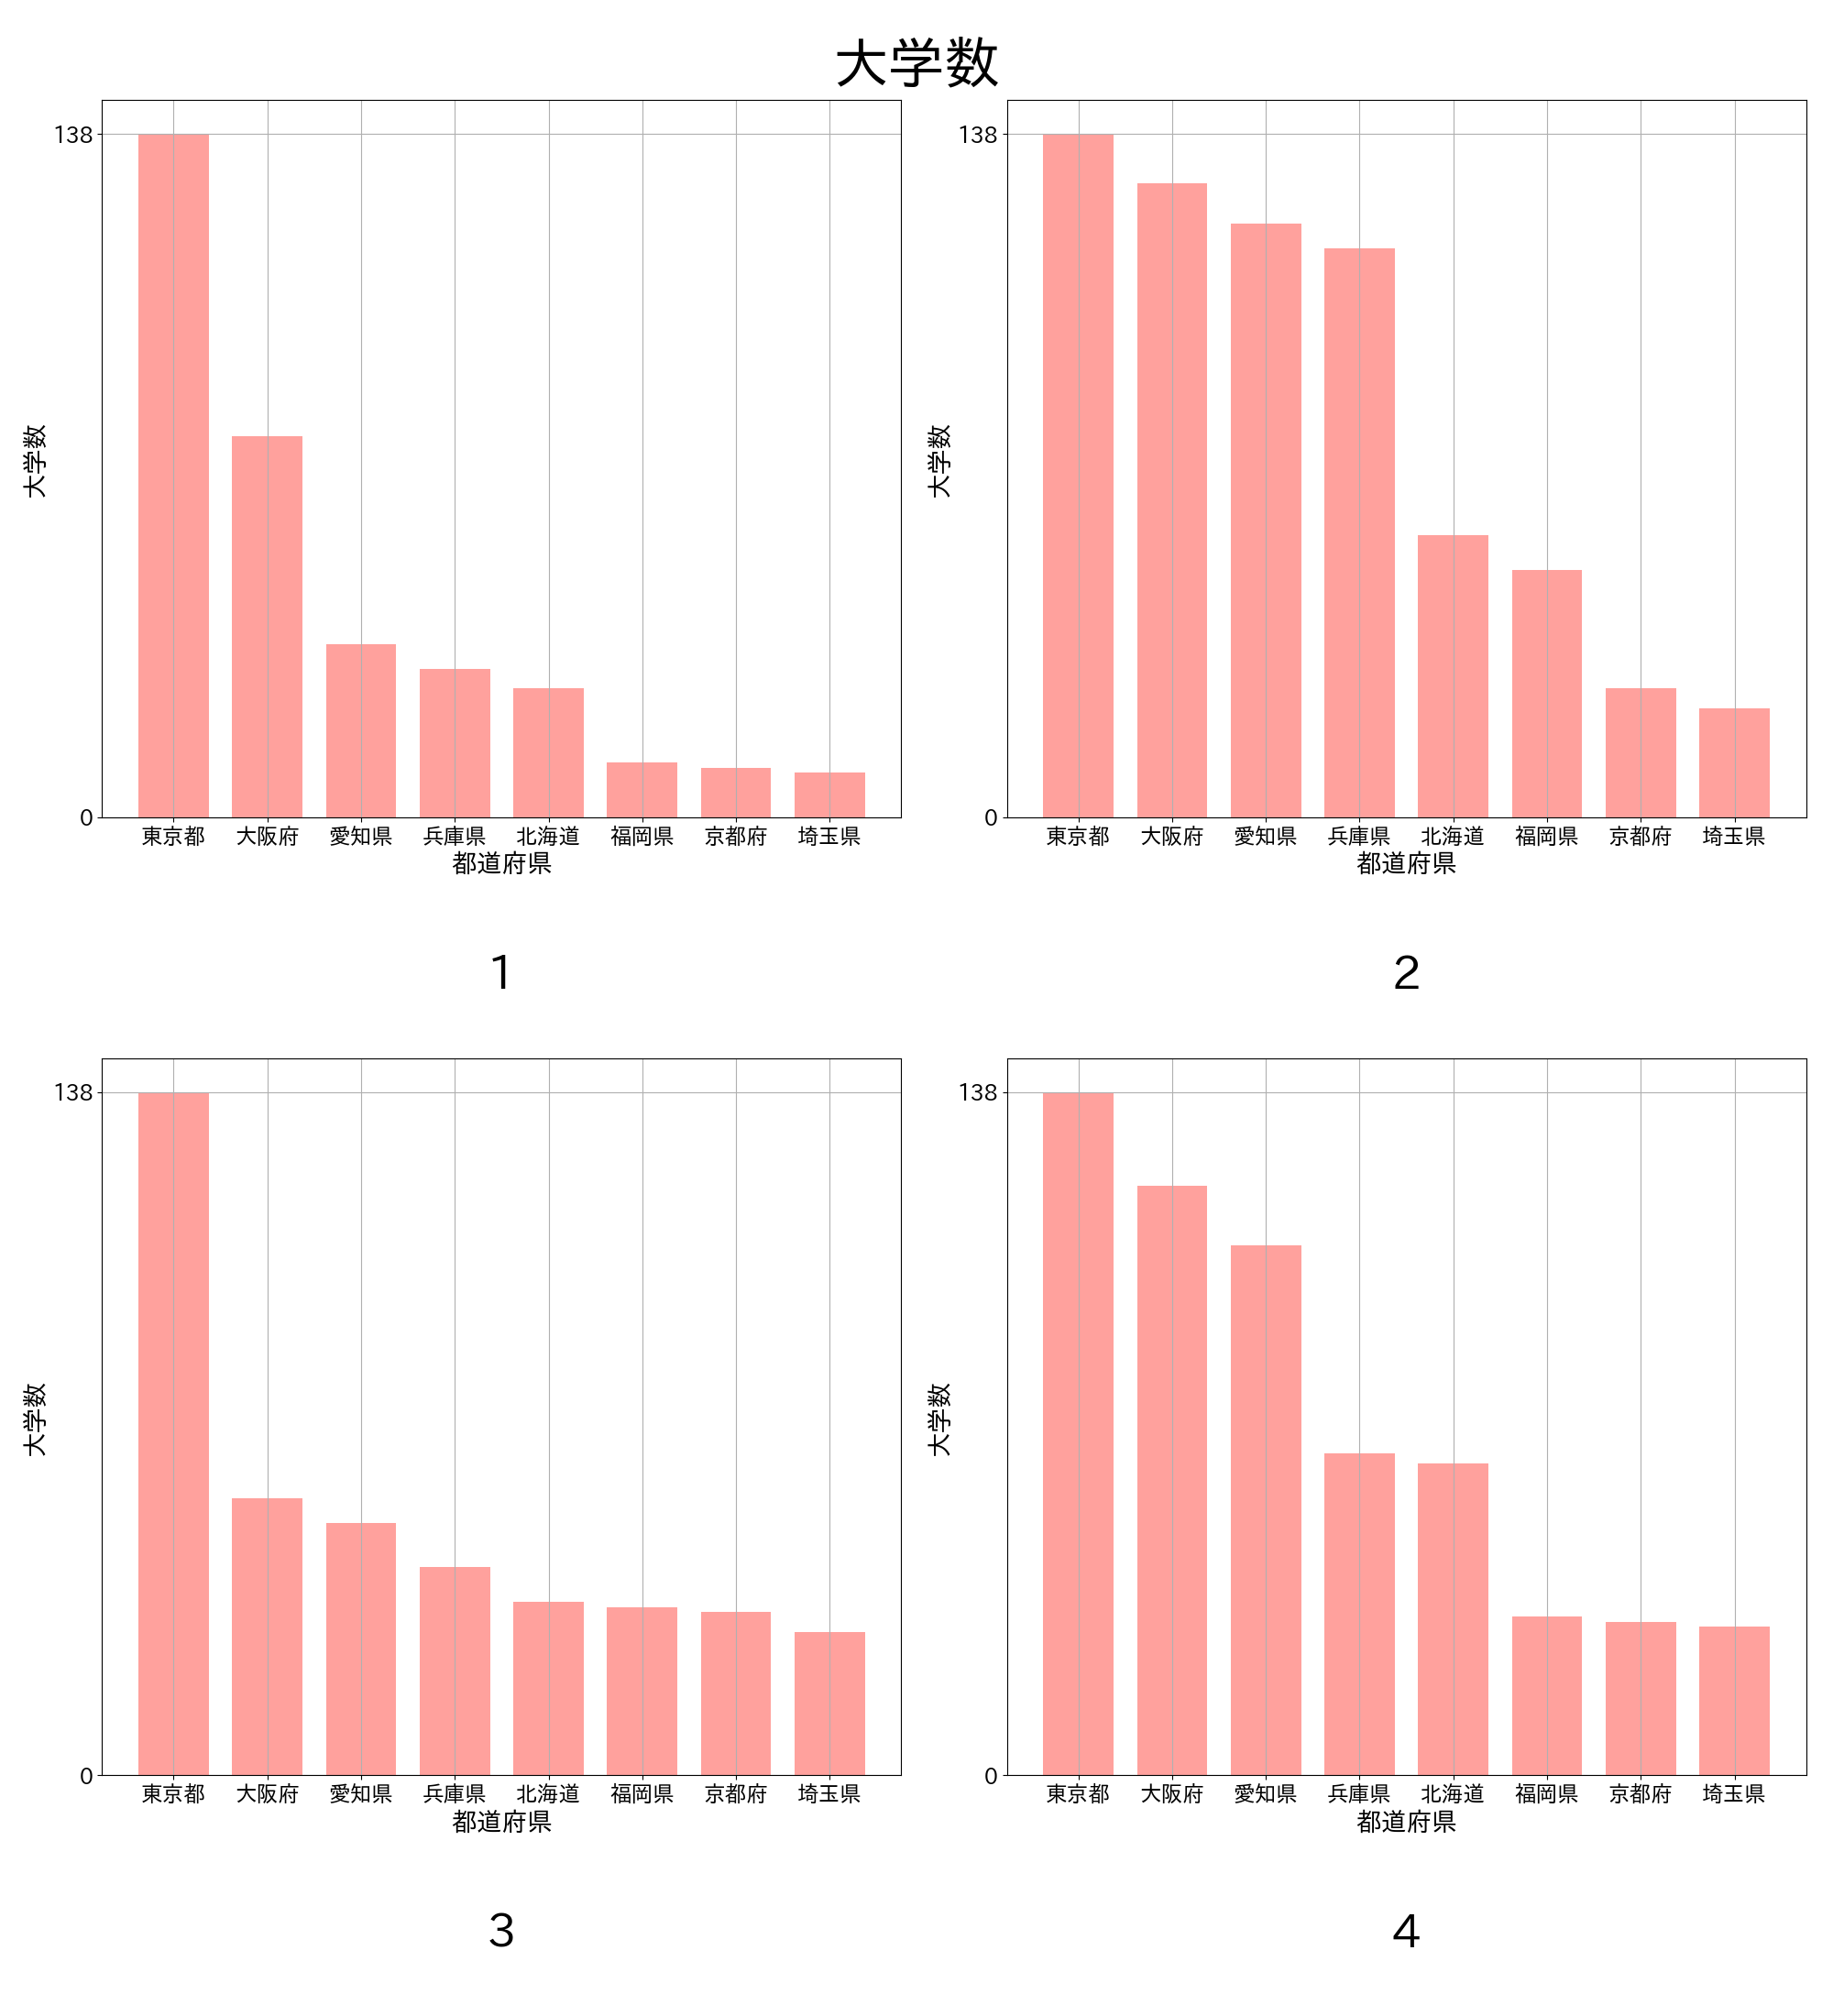 大学数
138
0
大学数
東京都 大阪府 愛知県 兵庫県 北海道 福岡県 京都府 埼玉県
都道府県
1
138
0
大学数
東京都 大阪府 愛知県 兵庫県 北海道 福岡県 京都府 埼玉県
都道府県
2
138
0
大学数
東京都 大阪府 愛知県 兵庫県 北海道 福岡県 京都府 埼玉県
都道府県
3
138
0
大学数
東京都 大阪府 愛知県 兵庫県 北海道 福岡県 京都府 埼玉県
都道府県
4